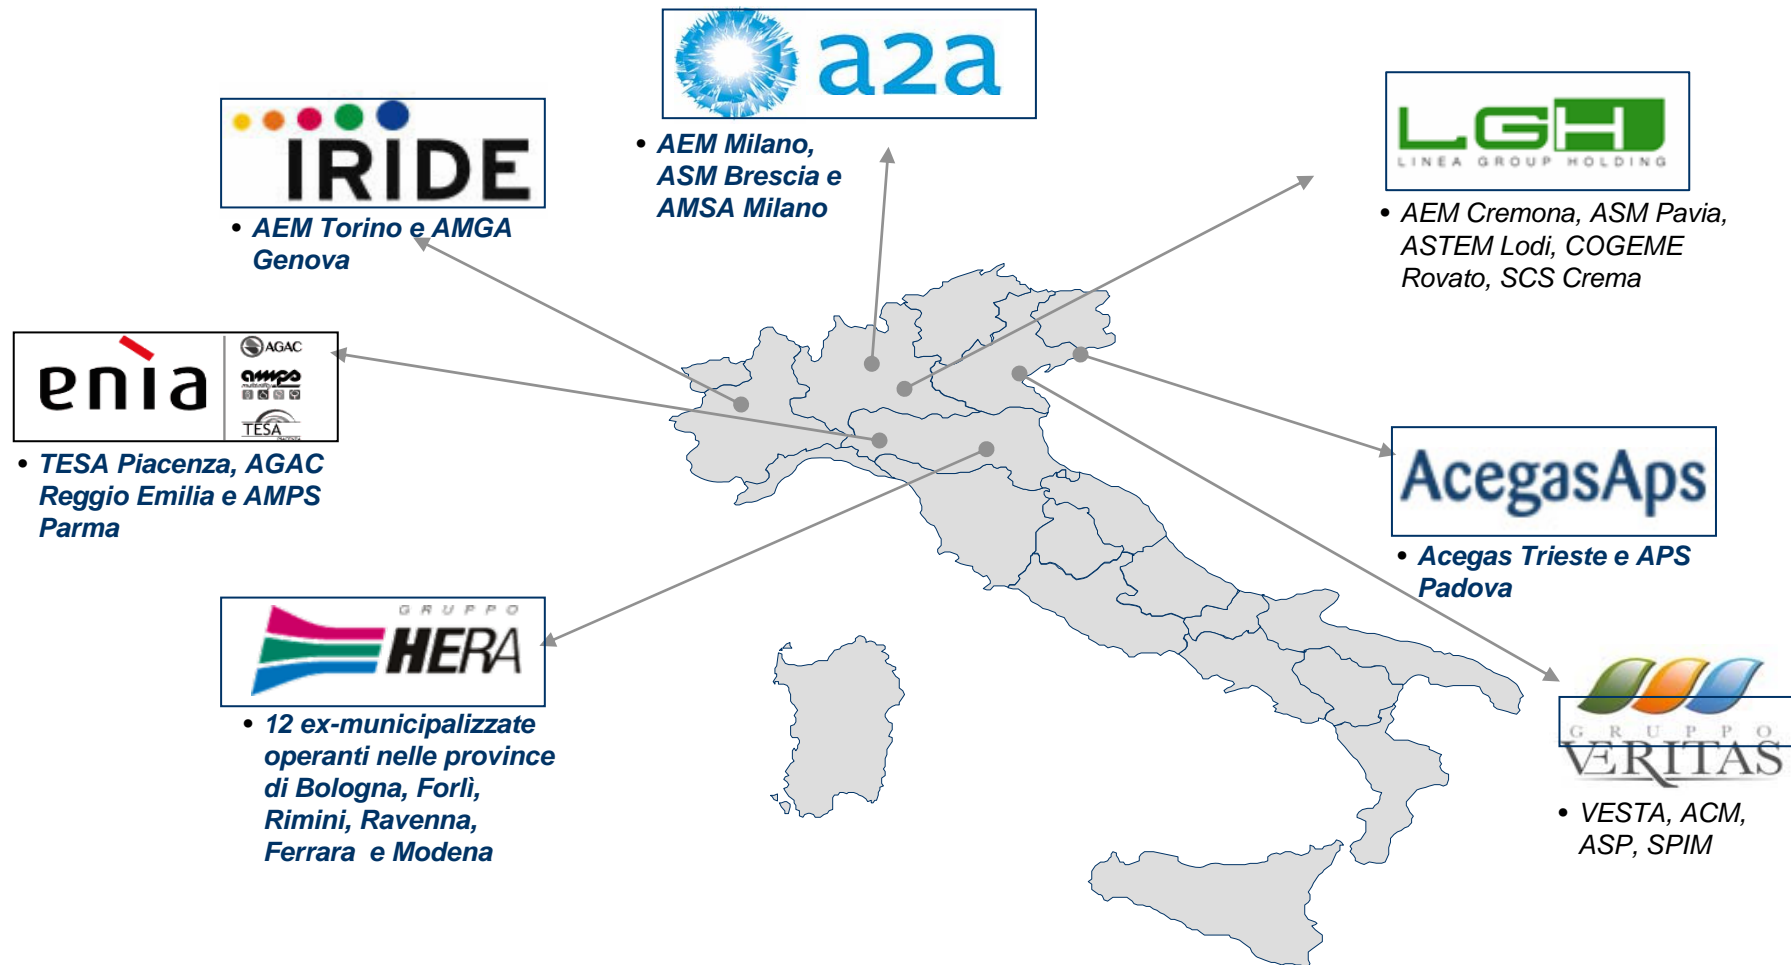 a2a
• AEM Milano,
ASM Brescia e
AMSA Milano
IRIDE
• AEM Torino e AMGA
Genova
LGH
LINEA GROUP HOLDING
• AEM Cremona, ASM Pavia,
ASTEM Lodi, COGEME
Rovato, SCS Crema
enìa
AGAC
amps
TESA
• TESA Piacenza, AGAC
Reggio Emilia e AMPS
Parma
AcegasAps
• Acegas Trieste e APS
Padova
GRUPPO
HERA
• 12 ex-municipalizzate
operanti nelle province
di Bologna, Forlì,
Rimini, Ravenna,
Ferrara e Modena
GRUPPO
VERITAS
• VESTA, ACM,
ASP, SPIM